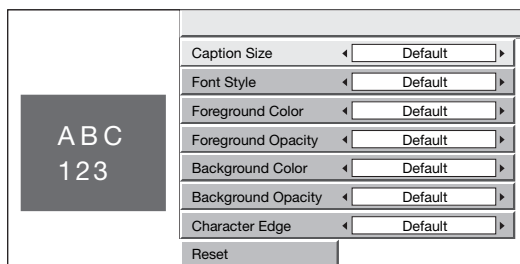 ABC
123
Caption Size Default
Font Style Default
Foreground Color Default
Foreground Opacity Default
Background Color Default
Background Opacity Default
Character Edge Default
Reset